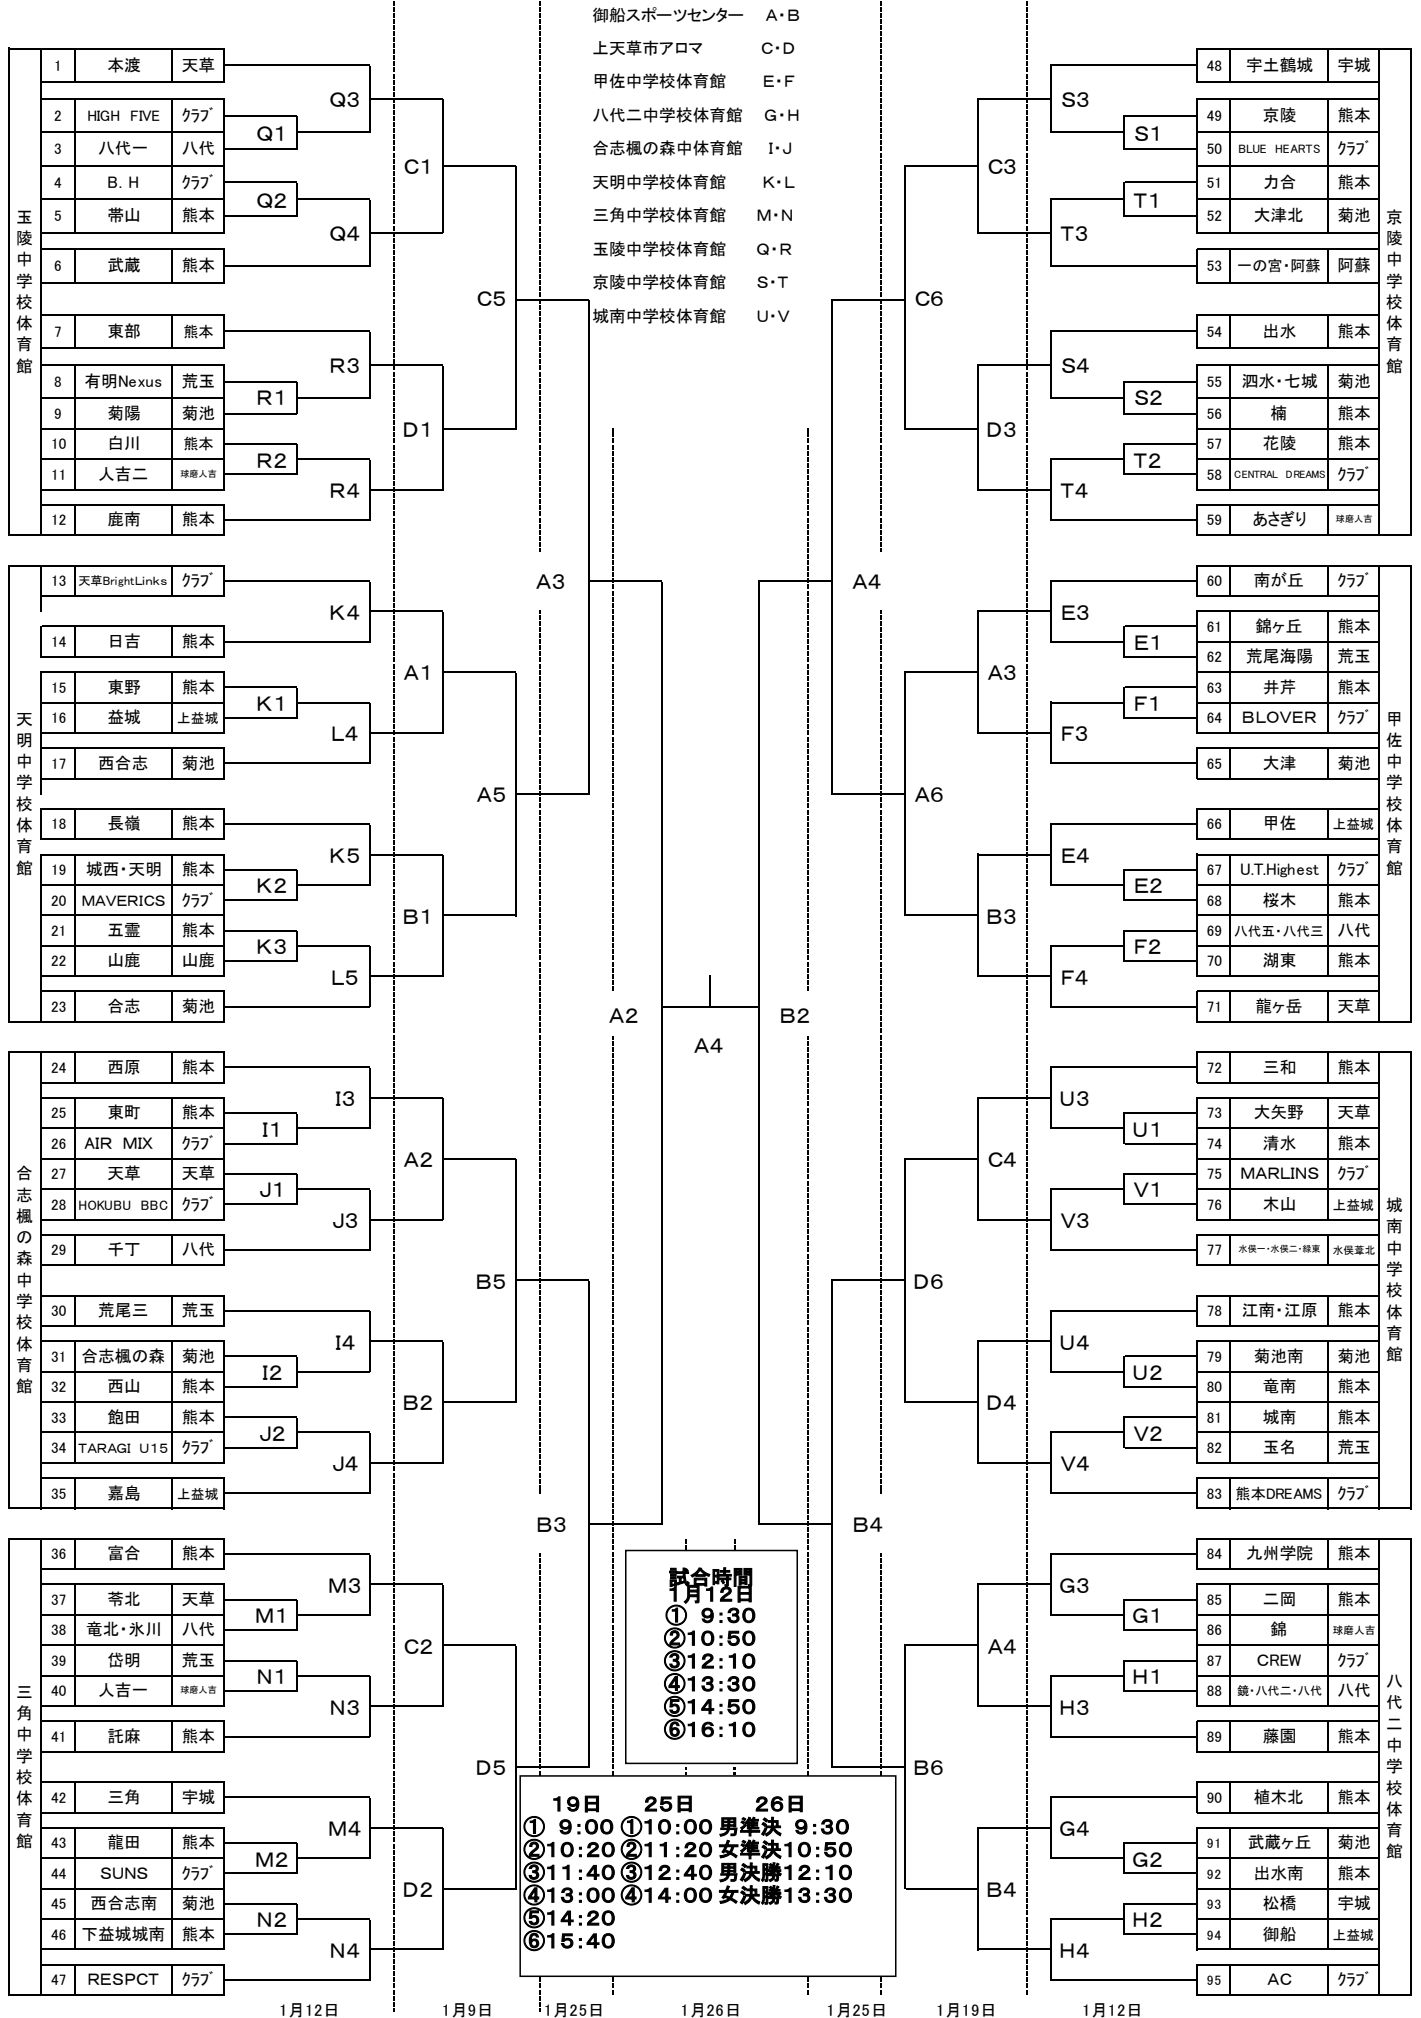 御船スポーツセンター A・B
上天草市アロマ C・D
甲佐中学校体育館 E・F
八代二中学校体育館 G・H
合志楓の森中体育館 I・J
天明中学校体育館 K・L
三角中学校体育館 M・N
玉陵中学校体育館 Q・R
京陵中学校体育館 S・T
城南中学校体育館 U・V
玉陵中学校体育館
1 本渡 天草
2 HIGH FIVE クラブ
3 八代一 八代
4 B.H クラブ
5 帯山 熊本
6 武蔵 熊本
7 東部 熊本
8 有明Nexus 荒玉
9 菊陽 菊池
10 白川 熊本
11 人吉二 球磨人吉
12 鹿南 熊本
Q3
Q1
C1
Q2
Q4
C5
R3
R1
D1
R2
R4
天明中学校体育館
13 天草BrightLinks クラブ
14 日吉 熊本
15 東野 熊本
16 益城 上益城
17 西合志 菊池
18 長嶺 熊本
19 城西・天明 熊本
20 MAVERICS クラブ
21 五霊 熊本
22 山鹿 山鹿
23 合志 菊池
A3
K4
A1
K1
L4
A5
K5
K2
B1
K3
L5
合志楓の森中学校体育館
24 西原 熊本
25 東町 熊本
26 AIR MIX クラブ
27 天草 天草
28 HOKUBU BBC クラブ
29 千丁 八代
30 荒尾三 荒玉
31 合志楓の森 菊池
32 西山 熊本
33 飽田 熊本
34 TARAGI U15 クラブ
35 嘉島 上益城
I3
I1
A2
J1
J3
B5
I4
I2
B2
J2
J4
B3
三角中学校体育館
36 富合 熊本
37 苓北 天草
38 竜北・氷川 八代
39 岱明 荒玉
40 人吉一 球磨人吉
41 託麻 熊本
42 三角 宇城
43 龍田 熊本
44 SUNS クラブ
45 西合志南 菊池
46 下益城城南 熊本
47 RESPCT クラブ
M3
M1
C2
N1
N3
D5
M4
M2
D2
N2
N4
A2
A4
B2
京陵中学校体育館
48 宇土鶴城 宇城
49 京陵 熊本
50 BLUE HEARTS クラブ
51 力合 熊本
52 大津北 菊池
53 一の宮・阿蘇 阿蘇
54 出水 熊本
55 泗水・七城 菊池
56 楠 熊本
57 花陵 熊本
58 CENTRAL DREAMS クラブ
59 あさぎり 球磨人吉
S3
S1
C3
T1
T3
C6
S4
S2
D3
T2
T4
A4
甲佐中学校体育館
60 南が丘 クラブ
61 錦ヶ丘 熊本
62 荒尾海陽 荒玉
63 井芹 熊本
64 BLOVER クラブ
65 大津 菊池
66 甲佐 上益城
67 U.T.Highest クラブ
68 桜木 熊本
69 八代五・八代三 八代
70 湖東 熊本
71 龍ヶ岳 天草
E3
E1
A3
F1
F3
A6
E4
E2
B3
F2
F4
城南中学校体育館
72 三和 熊本
73 大矢野 天草
74 清水 熊本
75 MARLINS クラブ
76 木山 上益城
77 水俣一・水俣二・緑東 水俣葦北
78 江南・江原 熊本
79 菊池南 菊池
80 竜南 熊本
81 城南 熊本
82 玉名 荒玉
83 熊本DREAMS クラブ
U3
U1
C4
V1
V3
D6
U4
U2
D4
V2
V4
B4
八代二中学校体育館
84 九州学院 熊本
85 二岡 熊本
86 錦 球磨人吉
87 CREW クラブ
88 鏡・八代二・八代 八代
89 藤園 熊本
90 植木北 熊本
91 武蔵ヶ丘 菊池
92 出水南 熊本
93 松橋 宇城
94 御船 上益城
95 AC クラブ
G3
G1
A4
H1
H3
B6
G4
G2
B4
H2
H4
試合時間
1月12日
① 9:30
②10:50
③12:10
④13:30
⑤14:50
⑥16:10
19日 25日 26日
① 9:00 ①10:00 男準決 9:30
②10:20 ②11:20 女準決10:50
③11:40 ③12:40 男決勝12:10
④13:00 ④14:00 女決勝13:30
⑤14:20
⑥15:40
1月12日 1月9日 1月25日 1月26日 1月25日 1月19日 1月12日